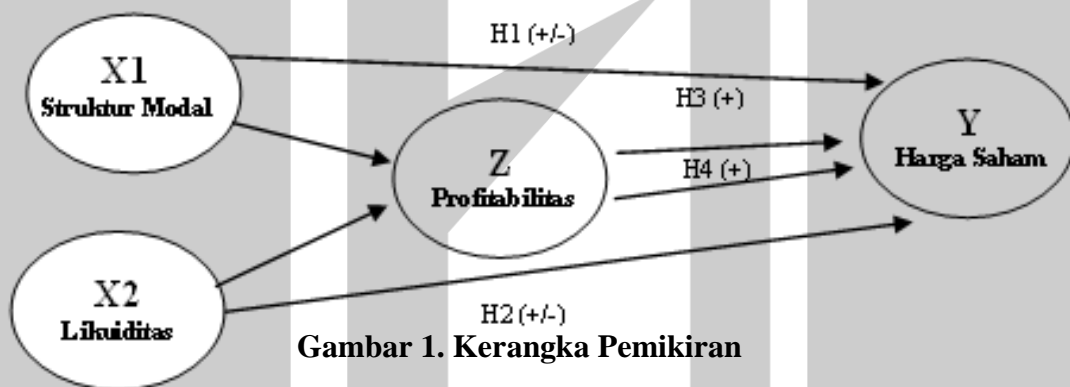 H1 (+/-)
X1
Struktur Modal
H3 (+)
Y
Harga Saham
Z
Profitabilitas
H4 (+)
X2
Likuiditas
H2 (+/-)
Gambar 1. Kerangka Pemikiran